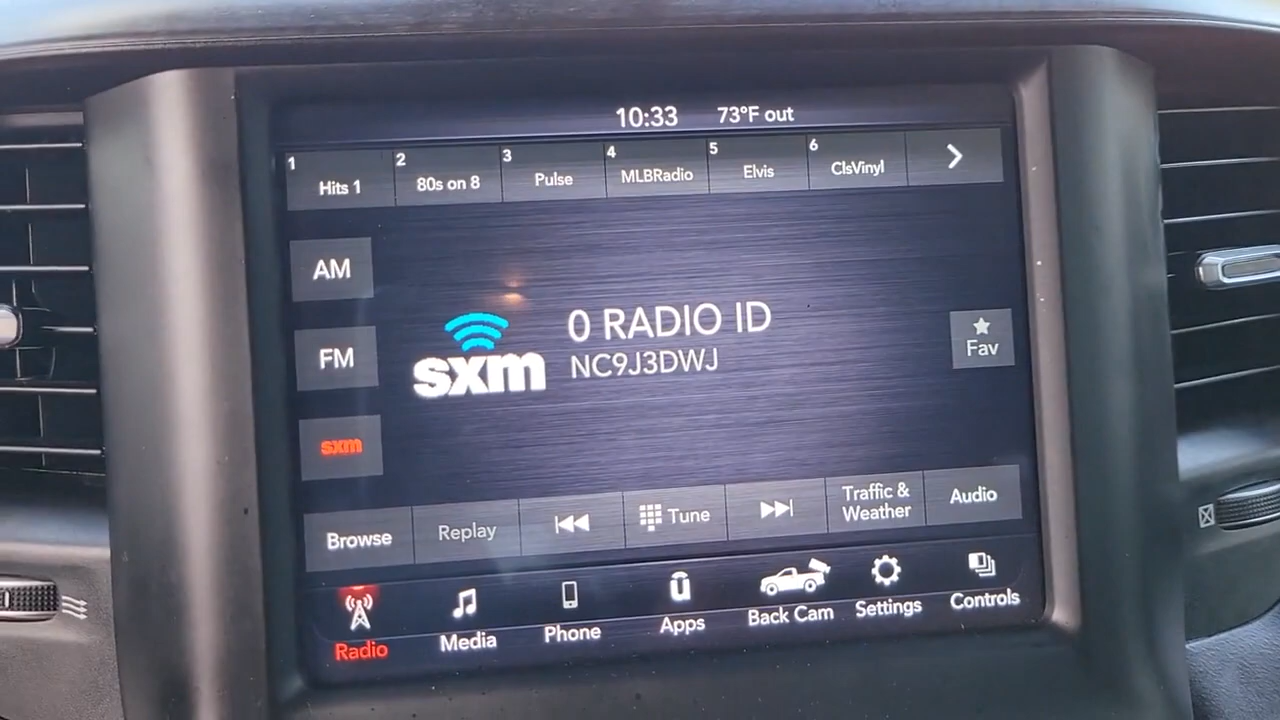 10:33 73°F out
1 Hits 1
2 80s on 8
3 Pulse
4 MLBRadio
5 Elvis
6 ClsVinyl
AM
FM
sxm
sxm
0 RADIO ID
NC9J3DWJ
Fav
Browse
Replay
Tune
Traffic &
Weather
Audio
Radio
Media
Phone
Apps
Back Cam
Settings
Controls